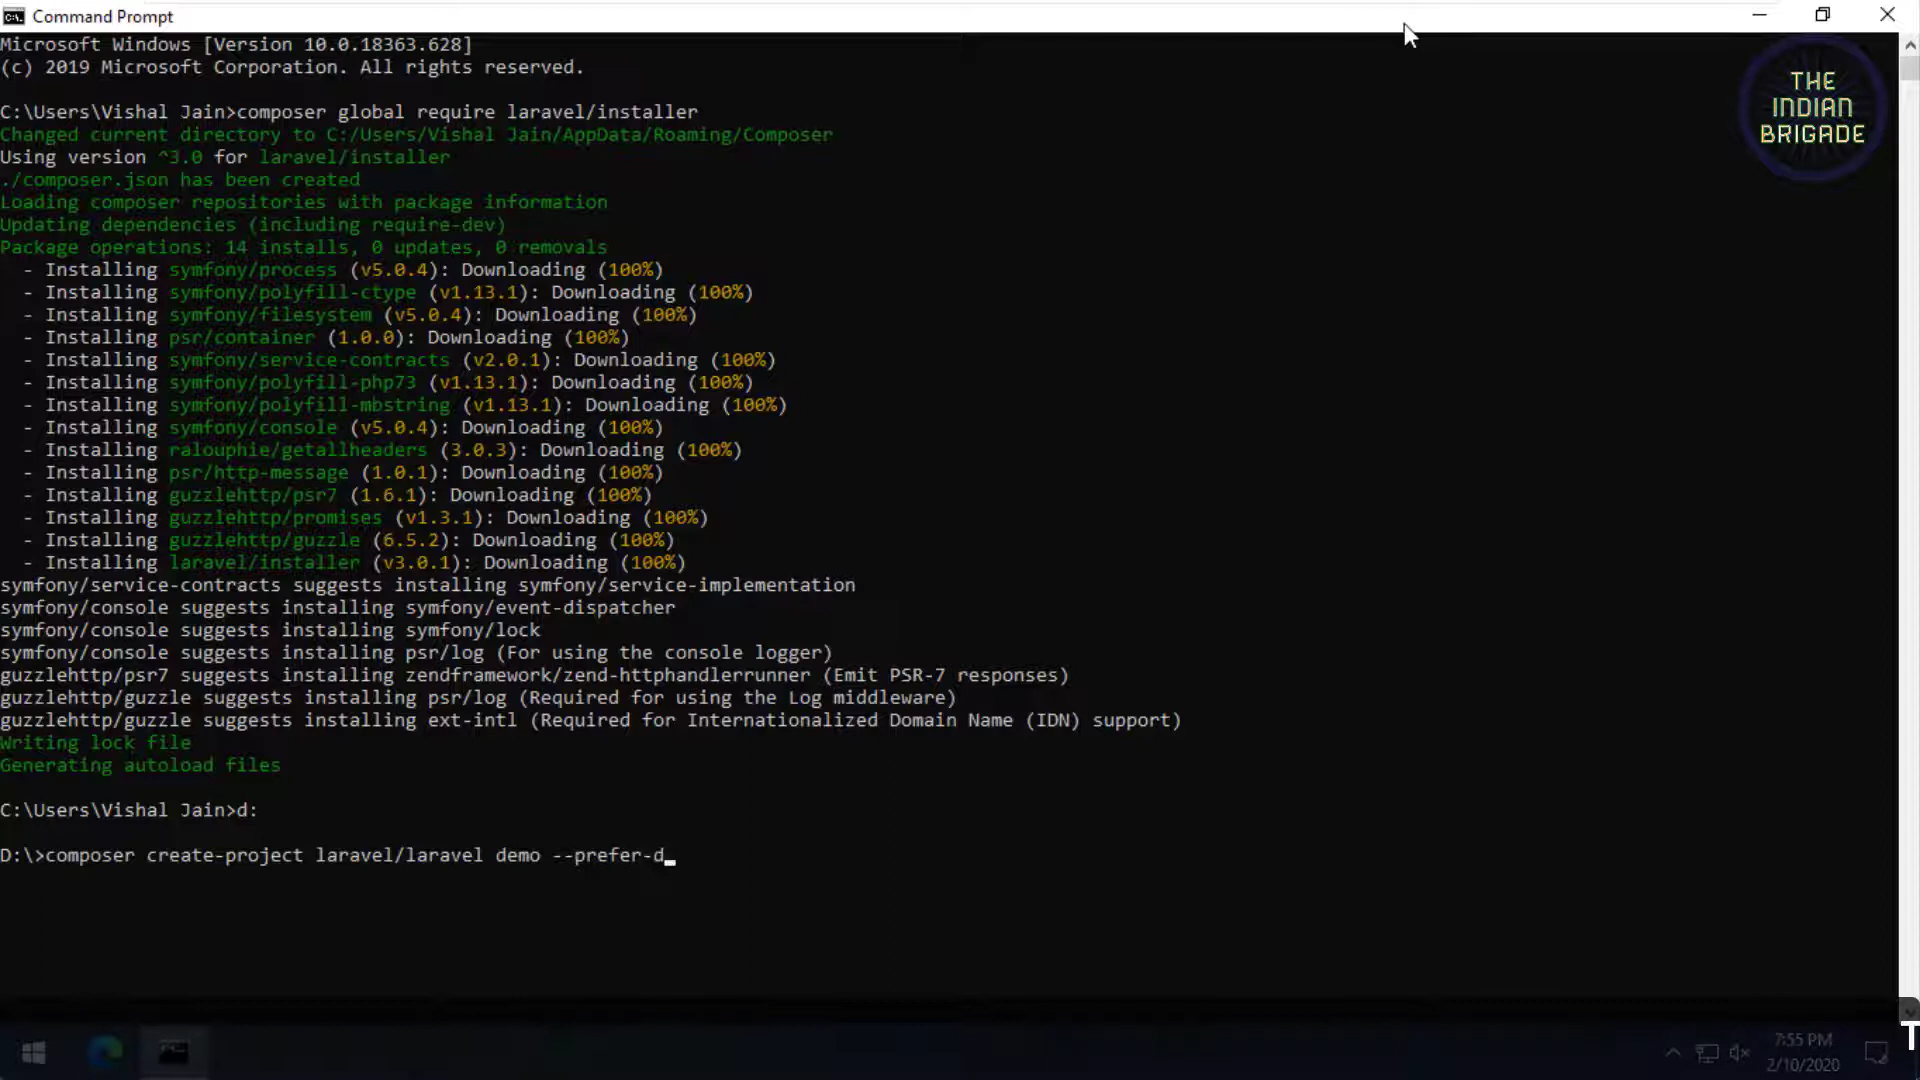 Command Prompt
Microsoft Windows [Version 10.0.18363.628]
(c) 2019 Microsoft Corporation. All rights reserved.
THE
INDIAN
BRIGADE
C:\Users\Vishal Jain>composer global require laravel/installer
Changed current directory to C:/Users/Vishal Jain/AppData/Roaming/Composer
Using version ^3.0 for laravel/installer
./composer.json has been created
Loading composer repositories with package information
Updating dependencies (including require-dev)
Package operations: 14 installs, 0 updates, 0 removals
- Installing symfony/process (v5.0.4): Downloading (100%)
- Installing symfony/polyfill-ctype (v1.13.1): Downloading (100%)
- Installing symfony/filesystem (v5.0.4): Downloading (100%)
- Installing psr/container (1.0.0): Downloading (100%)
- Installing symfony/service-contracts (v2.0.1): Downloading (100%)
- Installing symfony/polyfill-php73 (v1.13.1): Downloading (100%)
- Installing symfony/polyfill-mbstring (v1.13.1): Downloading (100%)
- Installing symfony/console (v5.0.4): Downloading (100%)
- Installing ralouphie/getallheaders (3.0.3): Downloading (100%)
- Installing psr/http-message (1.0.1): Downloading (100%)
- Installing guzzlehttp/psr7 (1.6.1): Downloading (100%)
- Installing guzzlehttp/promises (v1.3.1): Downloading (100%)
- Installing guzzlehttp/guzzle (6.5.2): Downloading (100%)
- Installing laravel/installer (v3.0.1): Downloading (100%)
symfony/service-contracts suggests installing symfony/service-implementation
symfony/console suggests installing symfony/event-dispatcher
symfony/console suggests installing symfony/lock
symfony/console suggests installing psr/log (For using the console logger)
guzzlehttp/psr7 suggests installing zendframework/zend-httphandlerrunner (Emit PSR-7 responses)
guzzlehttp/guzzle suggests installing psr/log (Required for using the Log middleware)
guzzlehttp/guzzle suggests installing ext-intl (Required for Internationalized Domain Name (IDN) support)
Writing lock file
Generating autoload files
C:\Users\Vishal Jain>d:
D:\>composer create-project laravel/laravel demo --prefer-d
T
7:55 PM
2/10/2020